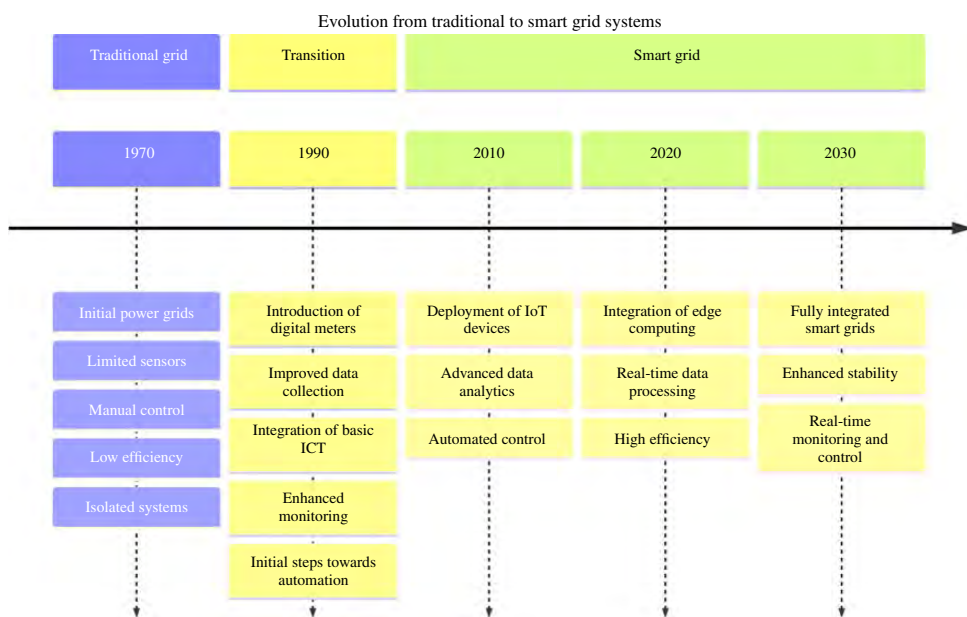 Evolution from traditional to smart grid systems
Traditional grid
Transition
Smart grid
1970
1990
2010
2020
2030
Initial power grids
Limited sensors
Manual control
Low efficiency
Isolated systems
Introduction of
digital meters
Improved data
collection
Integration of basic
ICT
Enhanced
monitoring
Initial steps towards
automation
Deployment of IoT
devices
Advanced data
analytics
Automated control
Integration of edge
computing
Real-time data
processing
High efficiency
Fully integrated
smart grids
Enhanced stability
Real-time
monitoring and
control